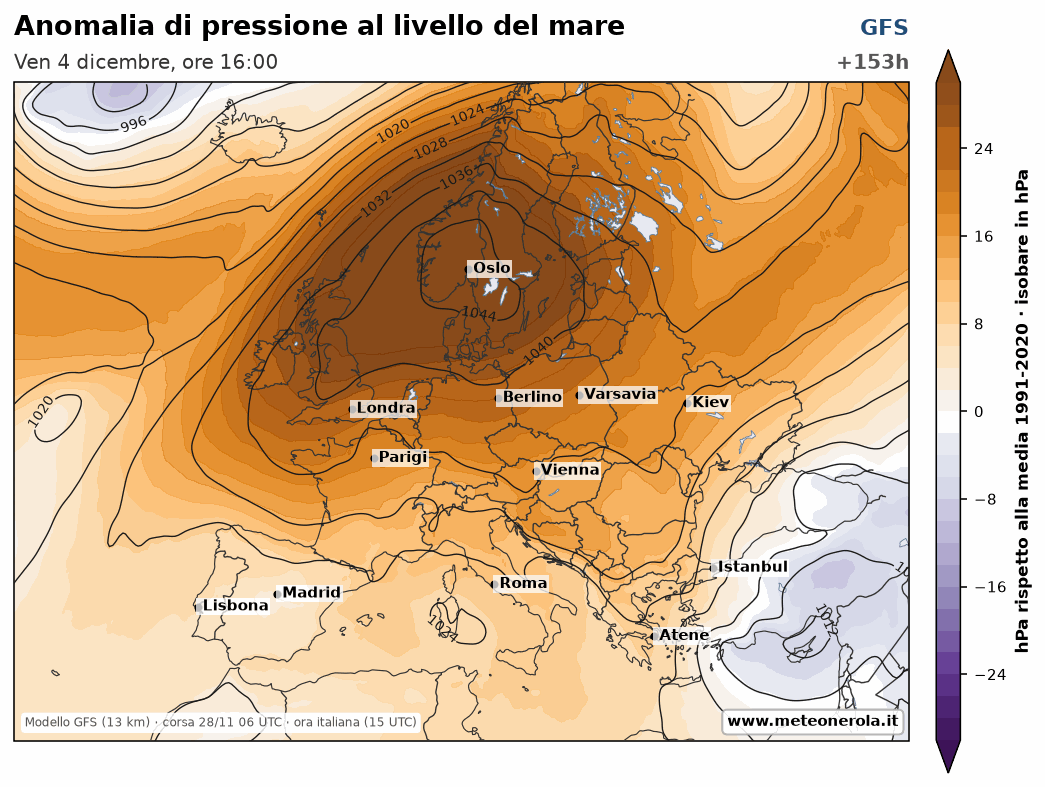 Anomalia di pressione al livello del mare
GFS
Ven 4 dicembre, ore 16:00
+153h
996
1020
1024
1028
1032
1036
1044
1040
1020
Oslo
Londra
Berlino
Varsavia
Kiev
Parigi
Vienna
Istanbul
Roma
Madrid
Lisbona
Atene
24
16
8
0
−8
−16
−24
hPa rispetto alla media 1991-2020 · isobare in hPa
Modello GFS (13 km) · corsa 28/11 06 UTC · ora italiana (15 UTC)
www.meteonerola.it